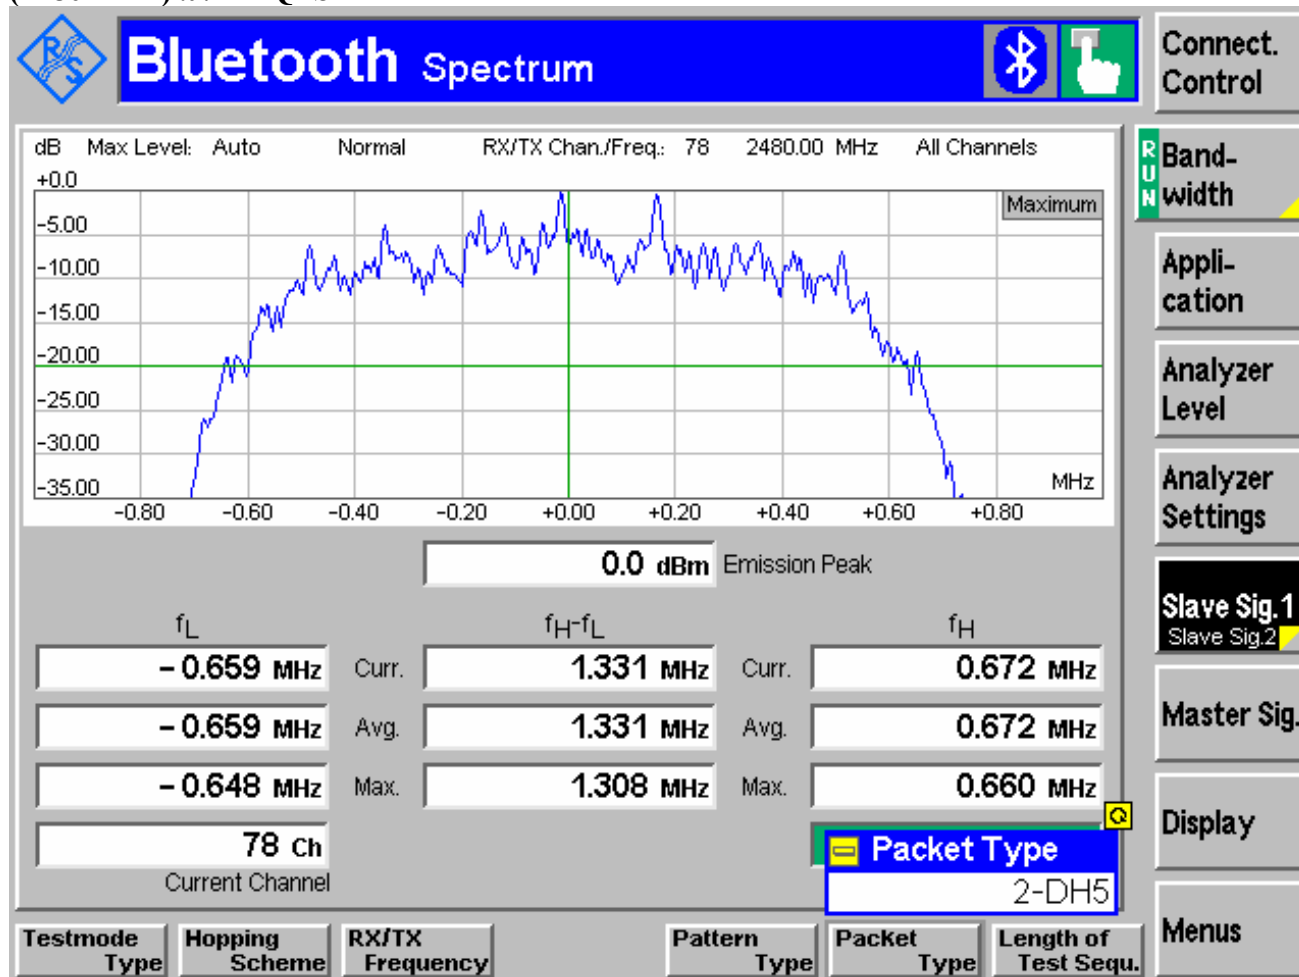 R S Bluetooth Spectrum
Connect.
Control
dB Max Level: Auto Normal RX/TX Chan./Freq.: 78 2480.00 MHz All Channels
+0.0
Maximum
-5.00
-10.00
-15.00
-20.00
-25.00
-30.00
-35.00
MHz
-0.80 -0.60 -0.40 -0.20 +0.00 +0.20 +0.40 +0.60 +0.80
RUN
Band-
width
Appli-
cation
Analyzer
Level
Analyzer
Settings
Slave Sig.1
Slave Sig.2
Master Sig.
Display
Menus
0.0 dBm Emission Peak
fL fH-fL fH
-0.659 MHz Curr. 1.331 MHz Curr. 0.672 MHz
-0.659 MHz Avg. 1.331 MHz Avg. 0.672 MHz
-0.648 MHz Max. 1.308 MHz Max. 0.660 MHz
78 Ch
Current Channel
Packet Type
2-DH5
Testmode
Type
Hopping
Scheme
RX/TX
Frequency
Pattern
Type
Packet
Type
Length of
Test Sequ.